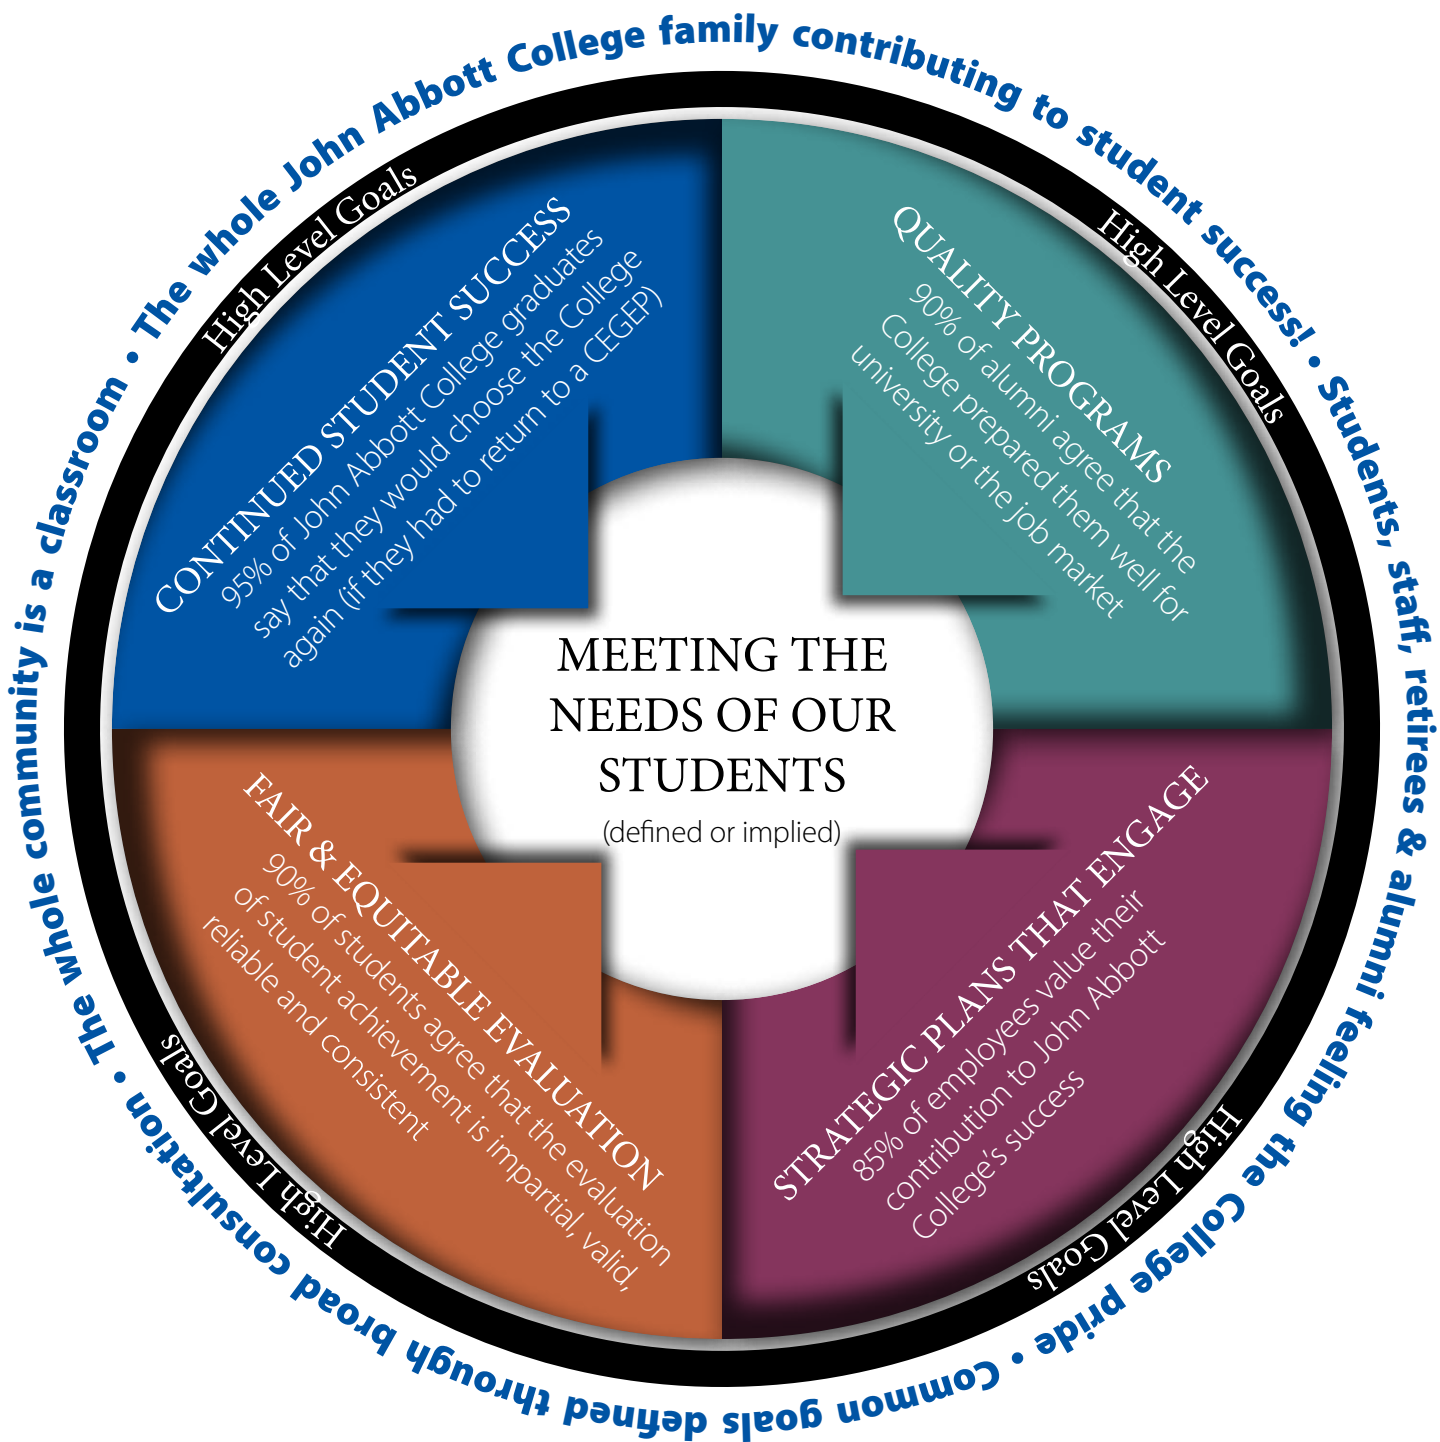 The whole John Abbott College family contributing to student success! • Students, staff, retirees & alumni feeling the College pride • Common goals defined through broad consultation • The whole community is a classroom •
High Level Goals
High Level Goals
High Level Goals
High Level Goals
CONTINUED STUDENT SUCCESS
95% of John Abbott College graduates
say that they would choose the College
again (if they had to return to a CEGEP)
QUALITY PROGRAMS
90% of alumni agree that the
College prepared them well for
university or the job market
MEETING THE
NEEDS OF OUR
STUDENTS
(defined or implied)
FAIR & EQUITABLE EVALUATION
90% of students agree that the evaluation
of student achievement is impartial, valid,
reliable and consistent
STRATEGIC PLANS THAT ENGAGE
85% of employees value their
contribution to John Abbott
College's success